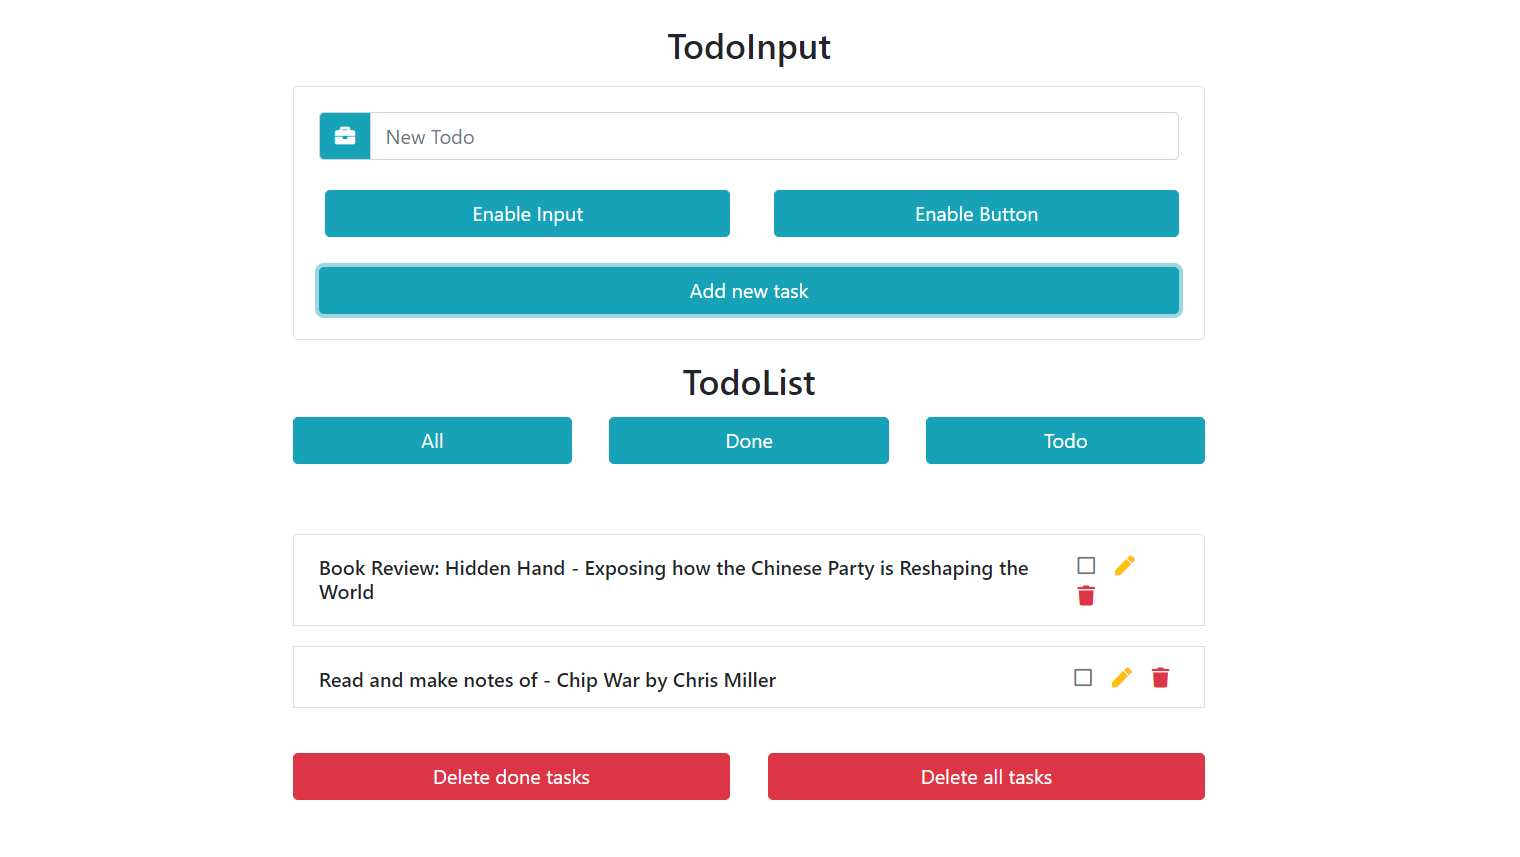 TodoInput
New Todo
Enable Input
Enable Button
Add new task
TodoList
All
Done
Todo
Book Review: Hidden Hand - Exposing how the Chinese Party is Reshaping the
World
Read and make notes of - Chip War by Chris Miller
Delete done tasks
Delete all tasks